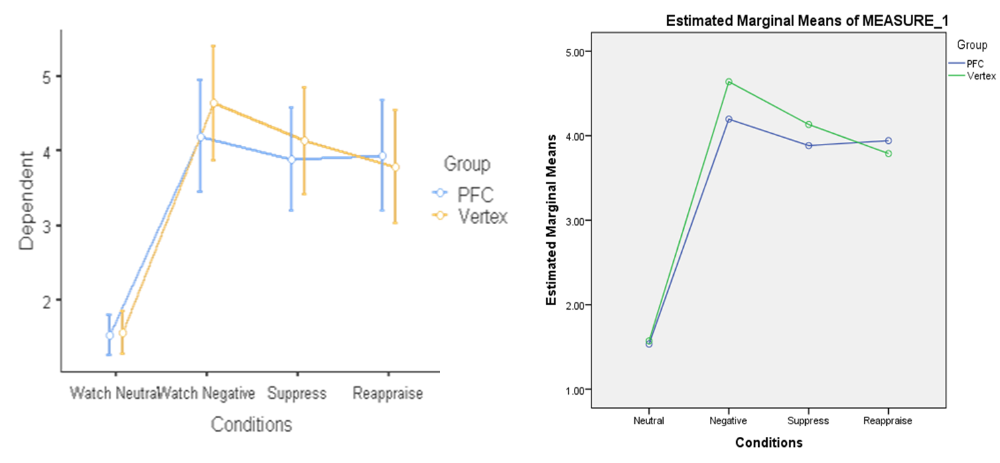 5
4
3
2
Dependent
Watch Neutral
Watch Negative
Suppress
Reappraise
Conditions
Group
PFC
Vertex
Estimated Marginal Means of MEASURE_1
5.00
4.00
3.00
2.00
1.00
Estimated Marginal Means
Neutral
Negative
Suppress
Reappraise
Conditions
Group
PFC
Vertex